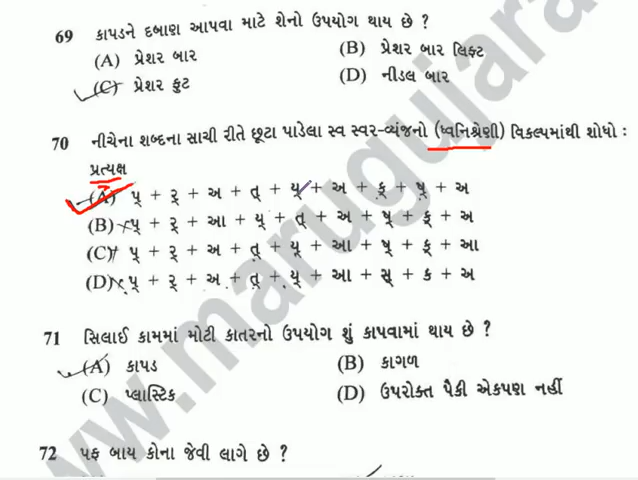 69 કાપડને દબાણ આપવા માટે શેનો ઉપયોગ થાય છે ?
(A) પ્રેશર બાર (B) પ્રેશર બાર લિફ્ટ
(C) પ્રેશર ફુટ (D) નીડલ બાર
70 નીચેના શબ્દના સાચી રીતે છૂટા પાડેલા સ્વ સ્વર-વ્યંજનો (ધ્વનિશ્રેણી) વિકલ્પમાંથી શોધો :
પ્રત્યક્ષ
(A) પ્ + ર્ + અ + ત્ + ય્ + અ + ક્ + ષ્ + અ
(B) પ્ + ર્ + આ + ય્ + ત્ + અ + ષ્ + ક્ + અ
(C) પ્ + ર્ + અ + ત્ + ય્ + આ + ષ્ + ક્ + આ
(D) પ્ + ર્ + અ + ત્ + ય્ + આ + સ્ + ક + અ
71 સિલાઈ કામમાં મોટી કાતરનો ઉપયોગ શું કાપવામાં થાય છે ?
(A) કાપડ (B) કાગળ
(C) પ્લાસ્ટિક (D) ઉપરોક્ત પૈકી એકપણ નહીં
72 પફ બાય કોના જેવી લાગે છે ?
www.marugujara